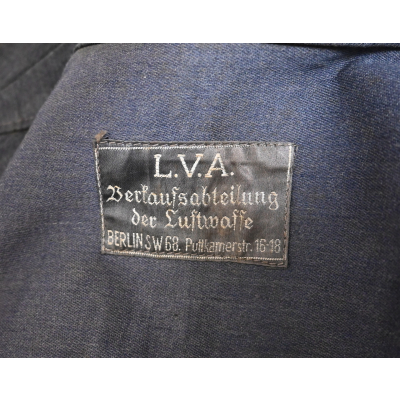 L.V.A.
Verkaufsabteilung
der Luftwaffe
BERLIN SW 68. Puttkamerstr. 16-18